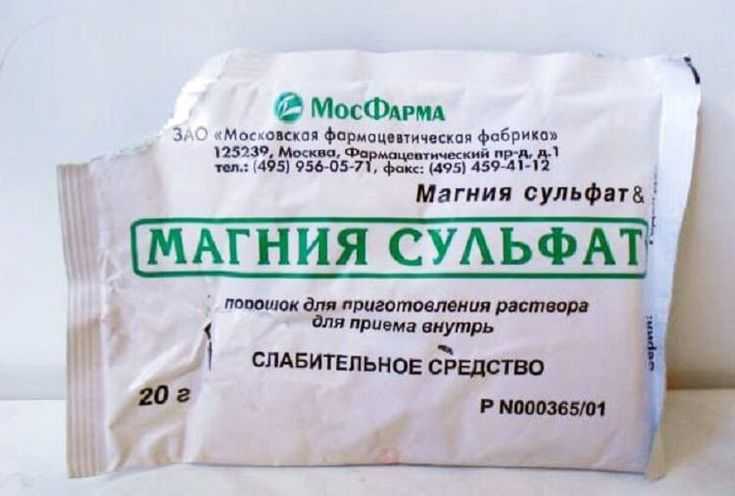 МосФарма
ЗАО «Московская фармацевтическая фабрика»
125239, Москва, Фармацевтический пр-д, д.1
тел.: (495) 956-05-71, факс: (495) 459-41-12
Магния сульфат&
МАГНИЯ СУЛЬФАТ
порошок для приготовления раствора
для приема внутрь
СЛАБИТЕЛЬНОЕ СРЕДСТВО
20 г
Р N000365/01